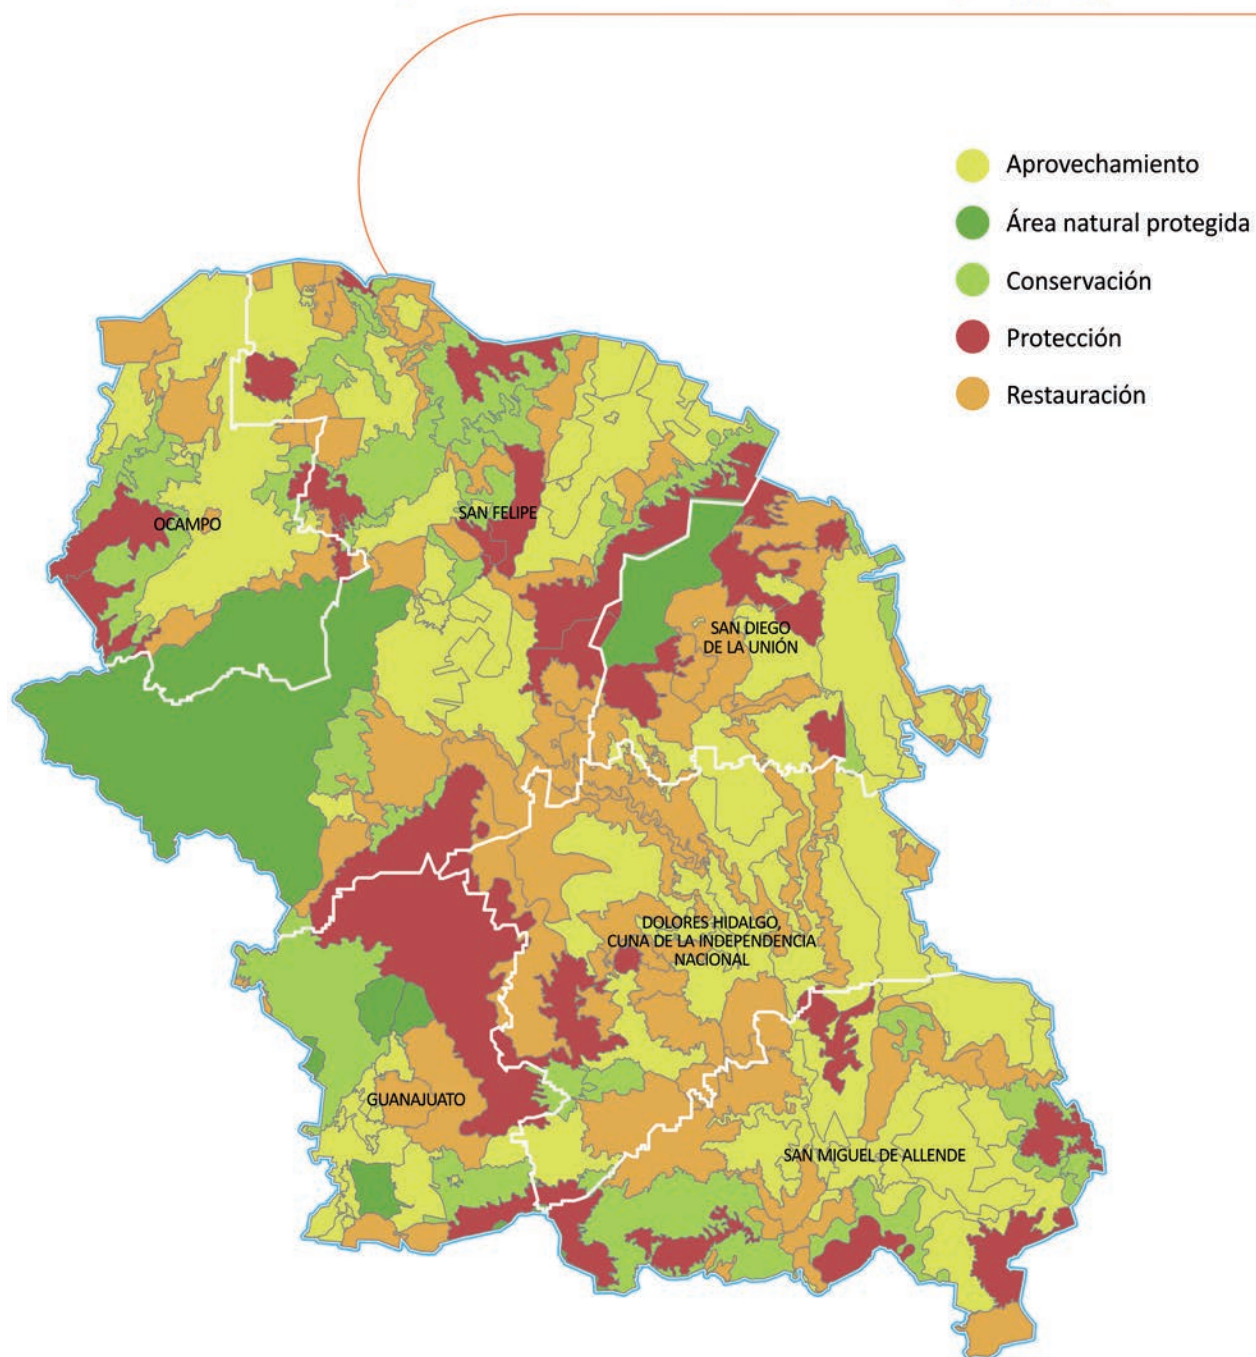 Aprovechamiento
Área natural protegida
Conservación
Protección
Restauración
OCAMPO
SAN FELIPE
SAN DIEGO
DE LA UNIÓN
DOLORES HIDALGO,
CUNA DE LA INDEPENDENCIA
NACIONAL
GUANAJUATO
SAN MIGUEL DE ALLENDE